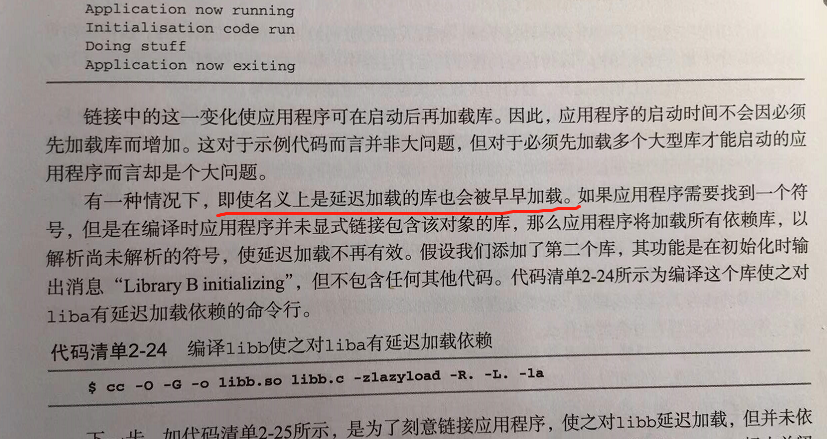 Application now running
Initialisation code run
Doing stuff
Application now exiting
链接中的这一变化使应用程序可在启动后再加载库。因此，应用程序的启动时间不会因必须
先加载库而增加。这对于示例代码而言并非大问题，但对于必须先加载多个大型库才能启动的应
用程序而言却是个大问题。
有一种情况下，即使名义上是延迟加载的库也会被早早加载。如果应用程序需要找到一个符
号，但是在编译时应用程序并未显式链接包含该对象的库，那么应用程序将加载所有依赖库，以
解析尚未解析的符号，使延迟加载不再有效。假设我们添加了第二个库，其功能是在初始化时输
出消息“Library B initializing”，但不包含任何其他代码。代码清单2-24所示为编译这个库使之对
liba有延迟加载依赖的命令行。
代码清单2-24 编译libb使之对liba有延迟加载依赖
$ cc -O -G -o libb.so libb.c -zlazyload -R. -L. -la
下一步，如代码清单2-25所示，是为了刻意链接应用程序，使之对libb延迟加载，但并未依